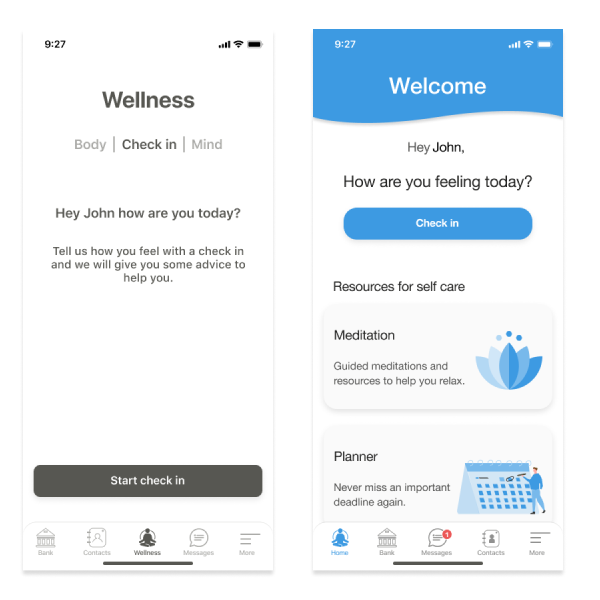 9:27
Wellness
Body | Check in | Mind
Hey John how are you today?
Tell us how you feel with a check in
and we will give you some advice to
help you.
Start check in
Bank Contacts Wellness Messages More
9:27
Welcome
Hey John,
How are you feeling today?
Check in
Resources for self care
Meditation
Guided meditations and
resources to help you relax.
Planner
Never miss an important
deadline again.
1
Home Bank Messages Contacts More